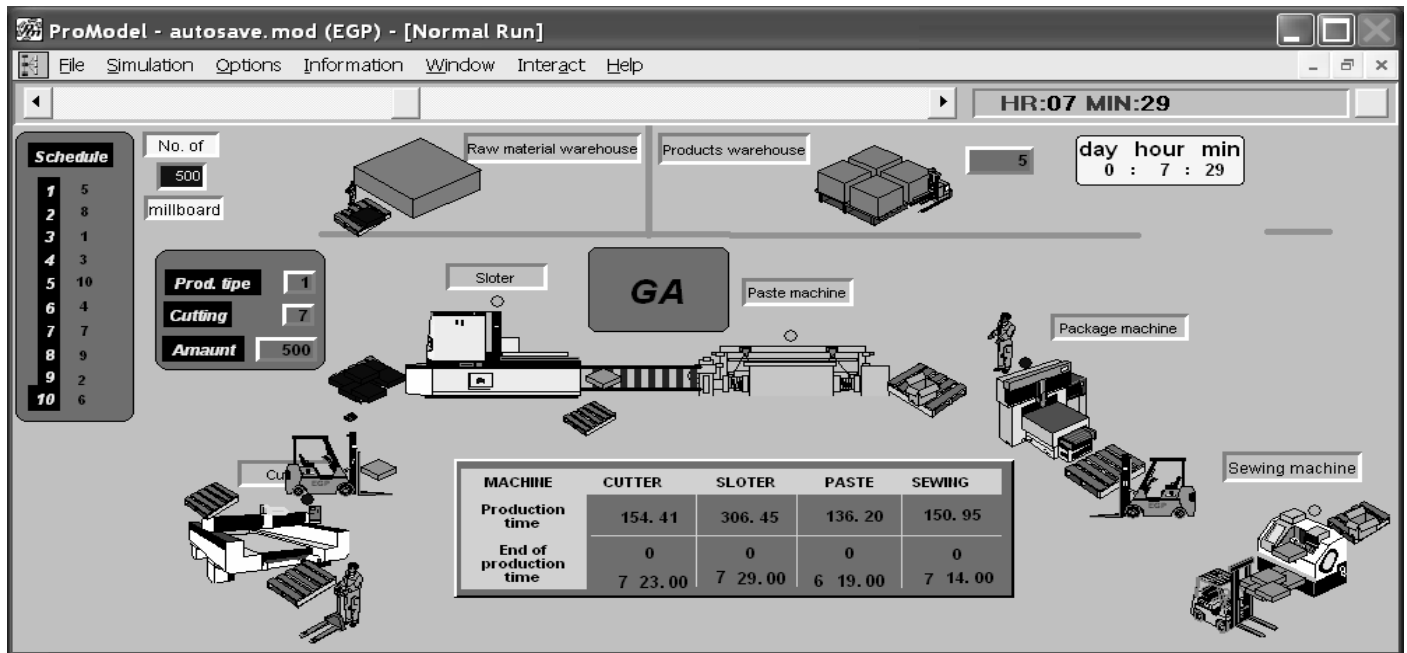 ProModel - autosave.mod (EGP) - [Normal Run]
File Simulation Options Information Window Interact Help
HR:07 MIN:29
Schedule
1 5
2 8
3 1
4 3
5 10
6 4
7 7
8 9
9 2
10 6
No. of
500
millboard
Raw material warehouse
Products warehouse
5
day hour min
0 : 7 : 29
Prod. tipe 1
Cutting 7
Amaunt 500
Sloter
GA
Paste machine
Package machine
Sewing machine
Cu
EGP
EGP
MACHINE CUTTER SLOTER PASTE SEWING
Production
time
154. 41 306. 45 136. 20 150. 95
End of
production
time
0 0 0 0
7 23. 00 7 29. 00 6 19. 00 7 14. 00